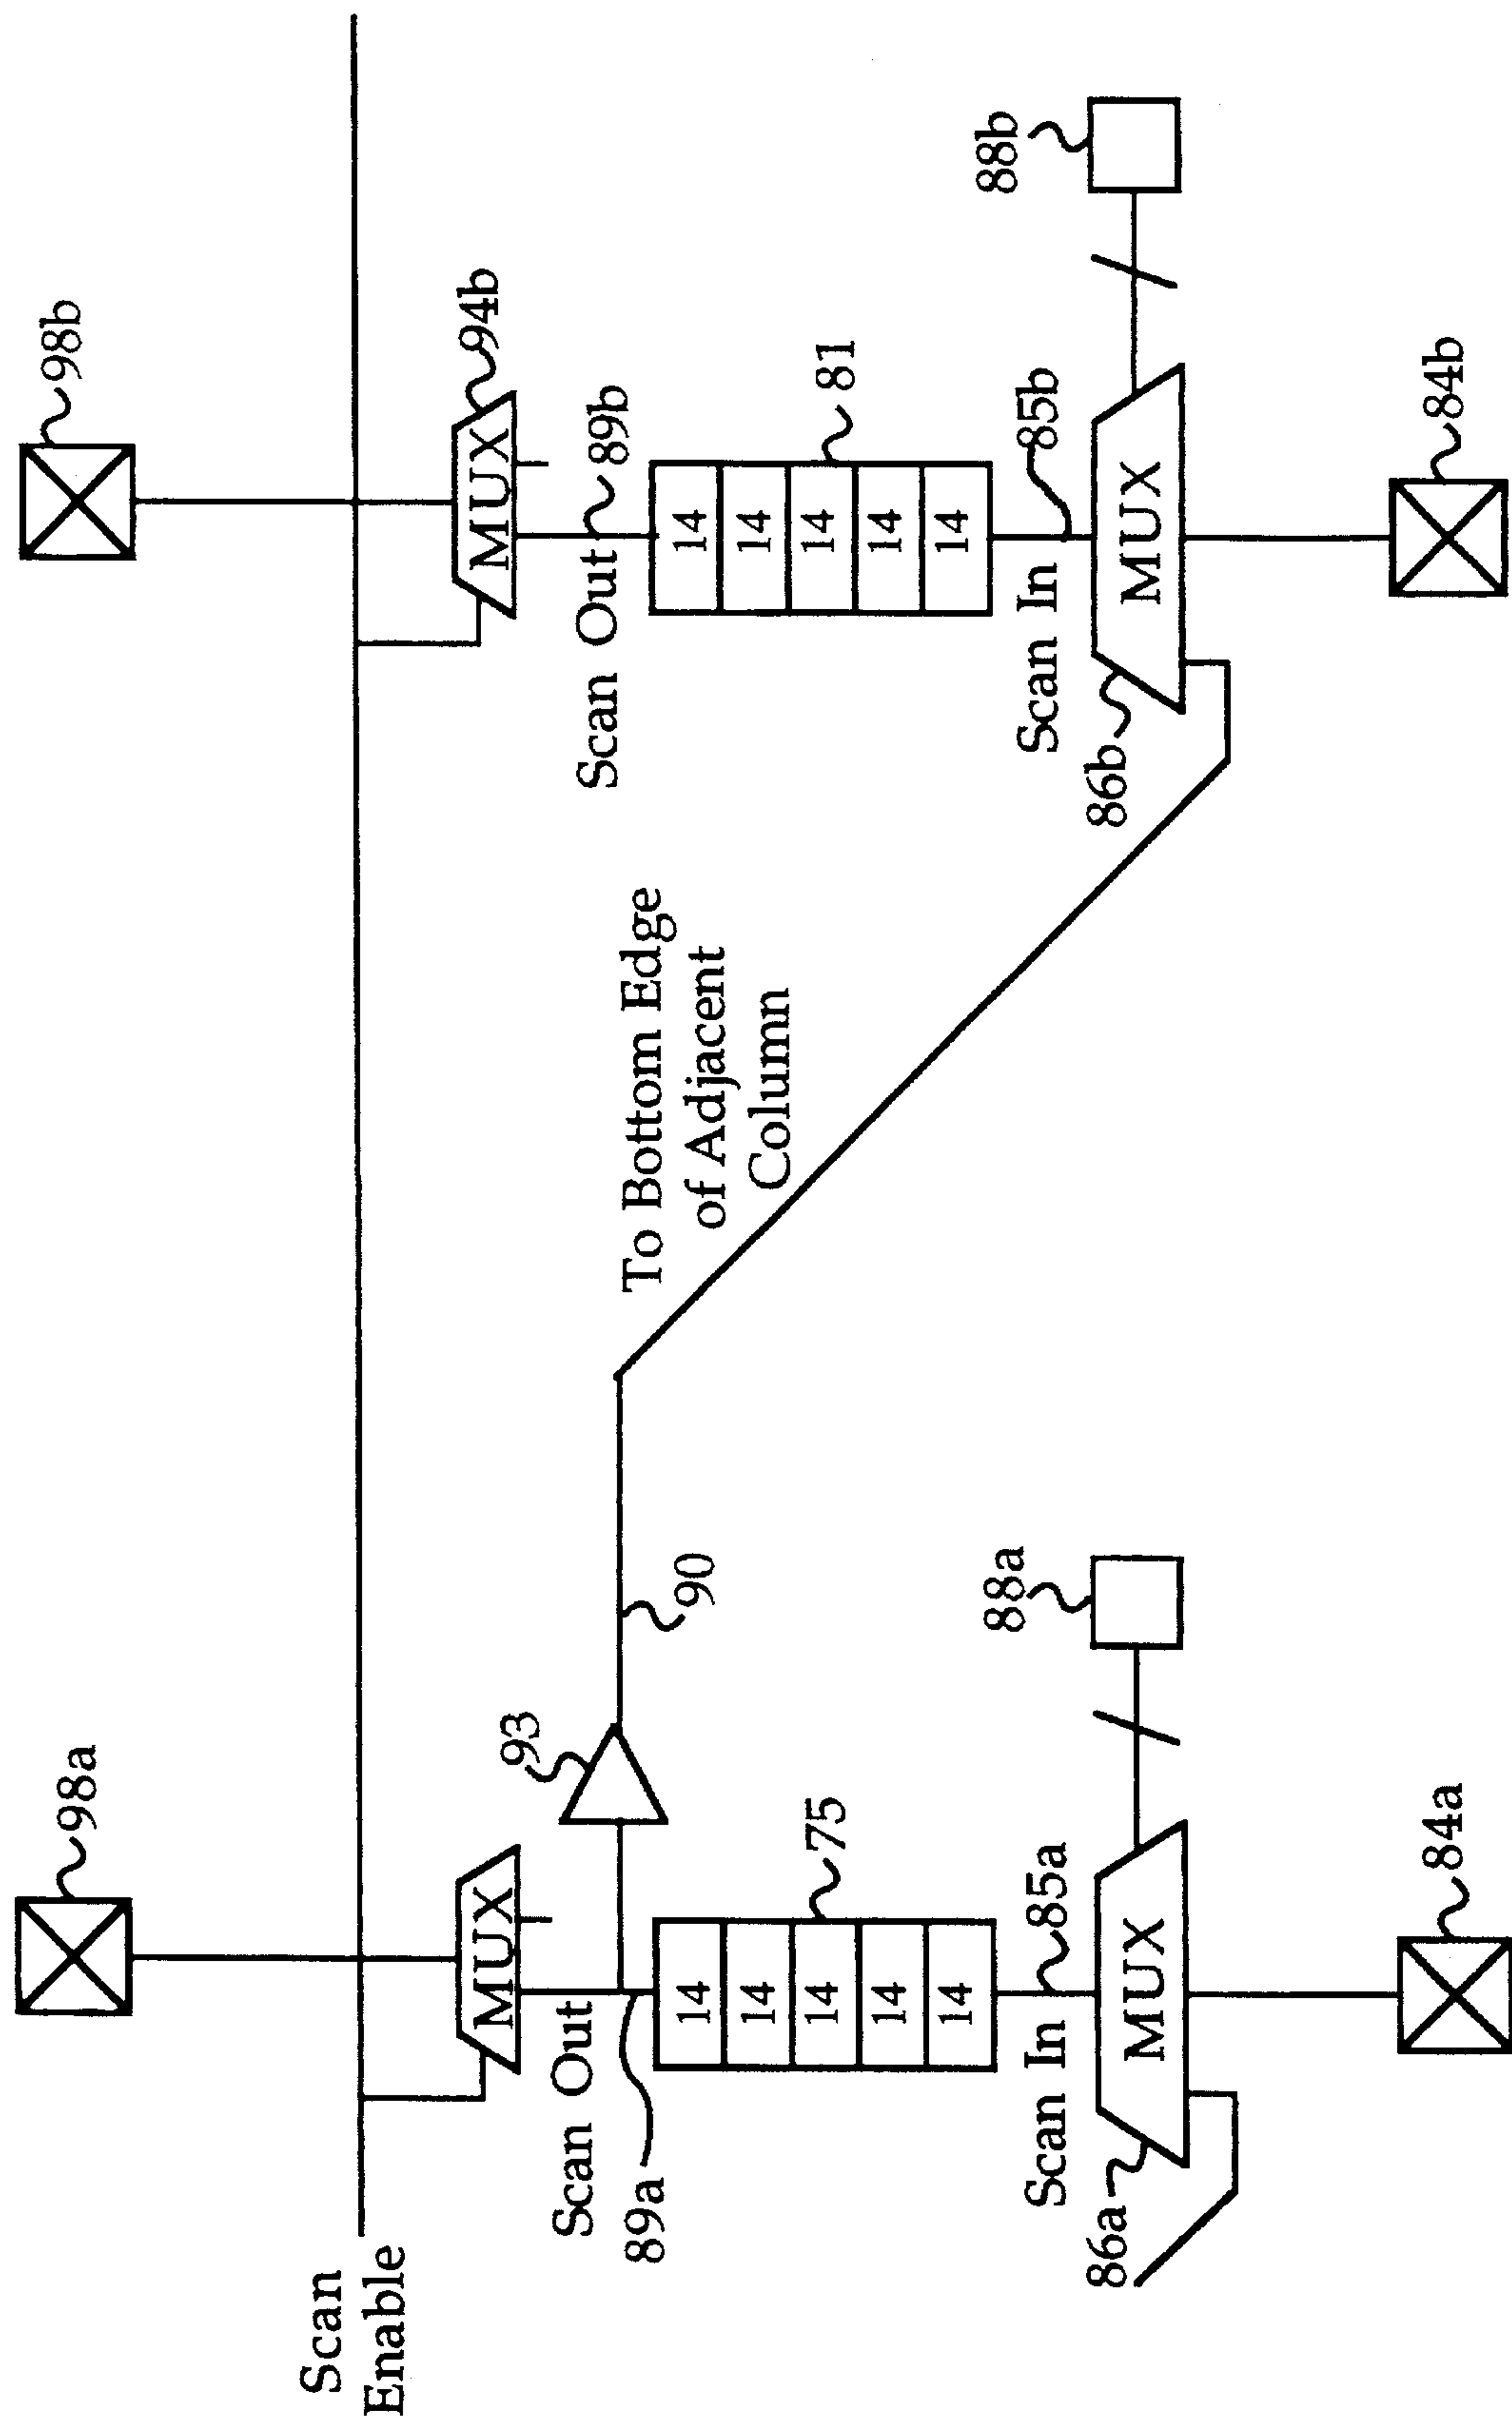 98a
98b
Scan
Enable
MUX
MUX
94b
93
Scan Out
89a
Scan Out
89b
90
To Bottom Edge
of Adjacent
Column
14
14
14
14
14
75
14
14
14
14
14
81
Scan In
85a
Scan In
85b
86a
MUX
88a
86b
MUX
88b
84a
84b